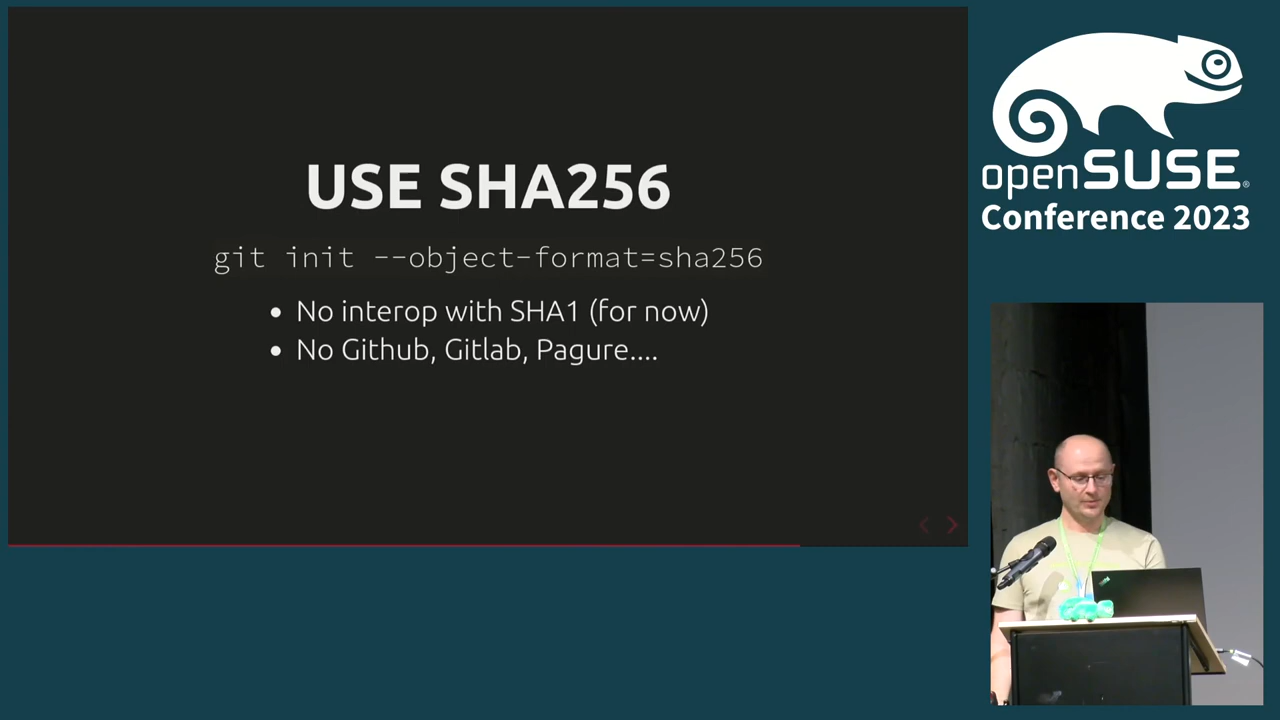 USE SHA256
git init --object-format=sha256
No interop with SHA1 (for now)
No Github, Gitlab, Pagure....
openSUSE®
Conference 2023